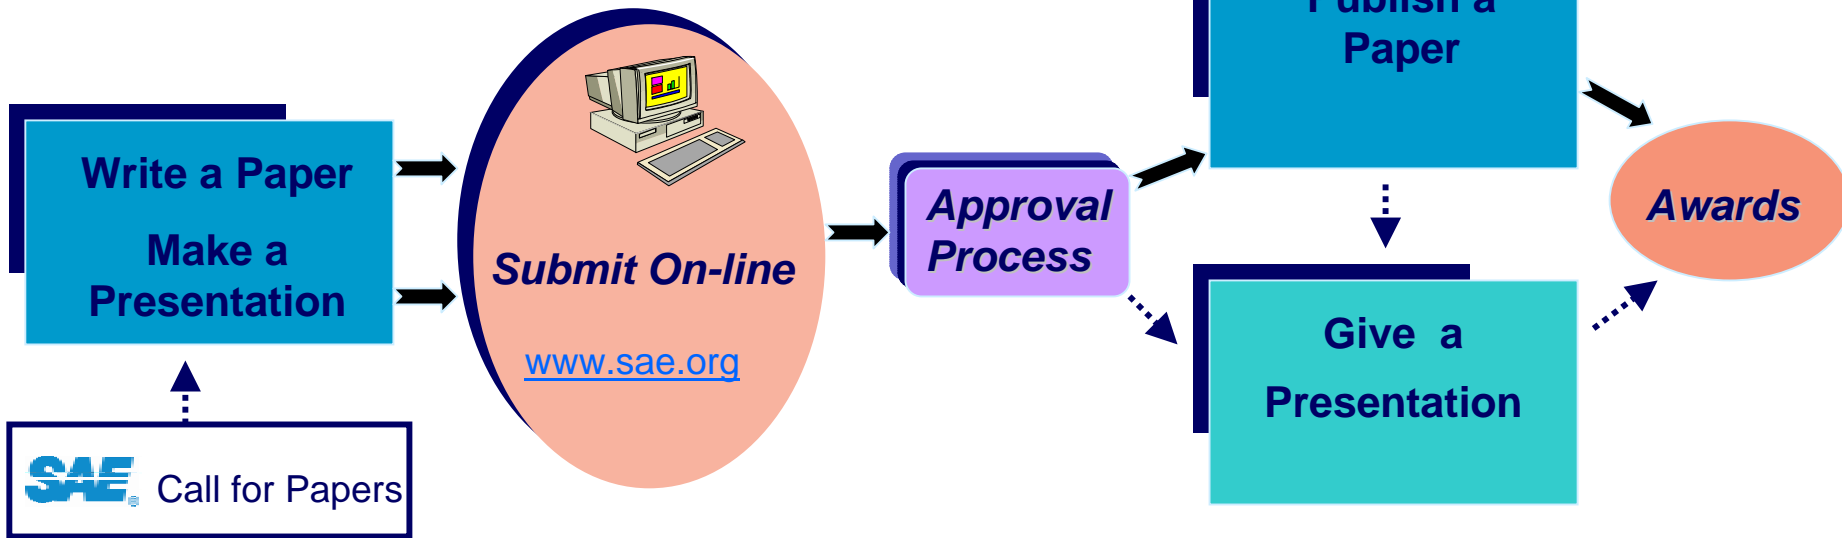 Publish a
Paper
Write a Paper
Make a
Presentation
Submit On-line
www.sae.org
Approval
Process
Awards
Give a
Presentation
SAE® Call for Papers